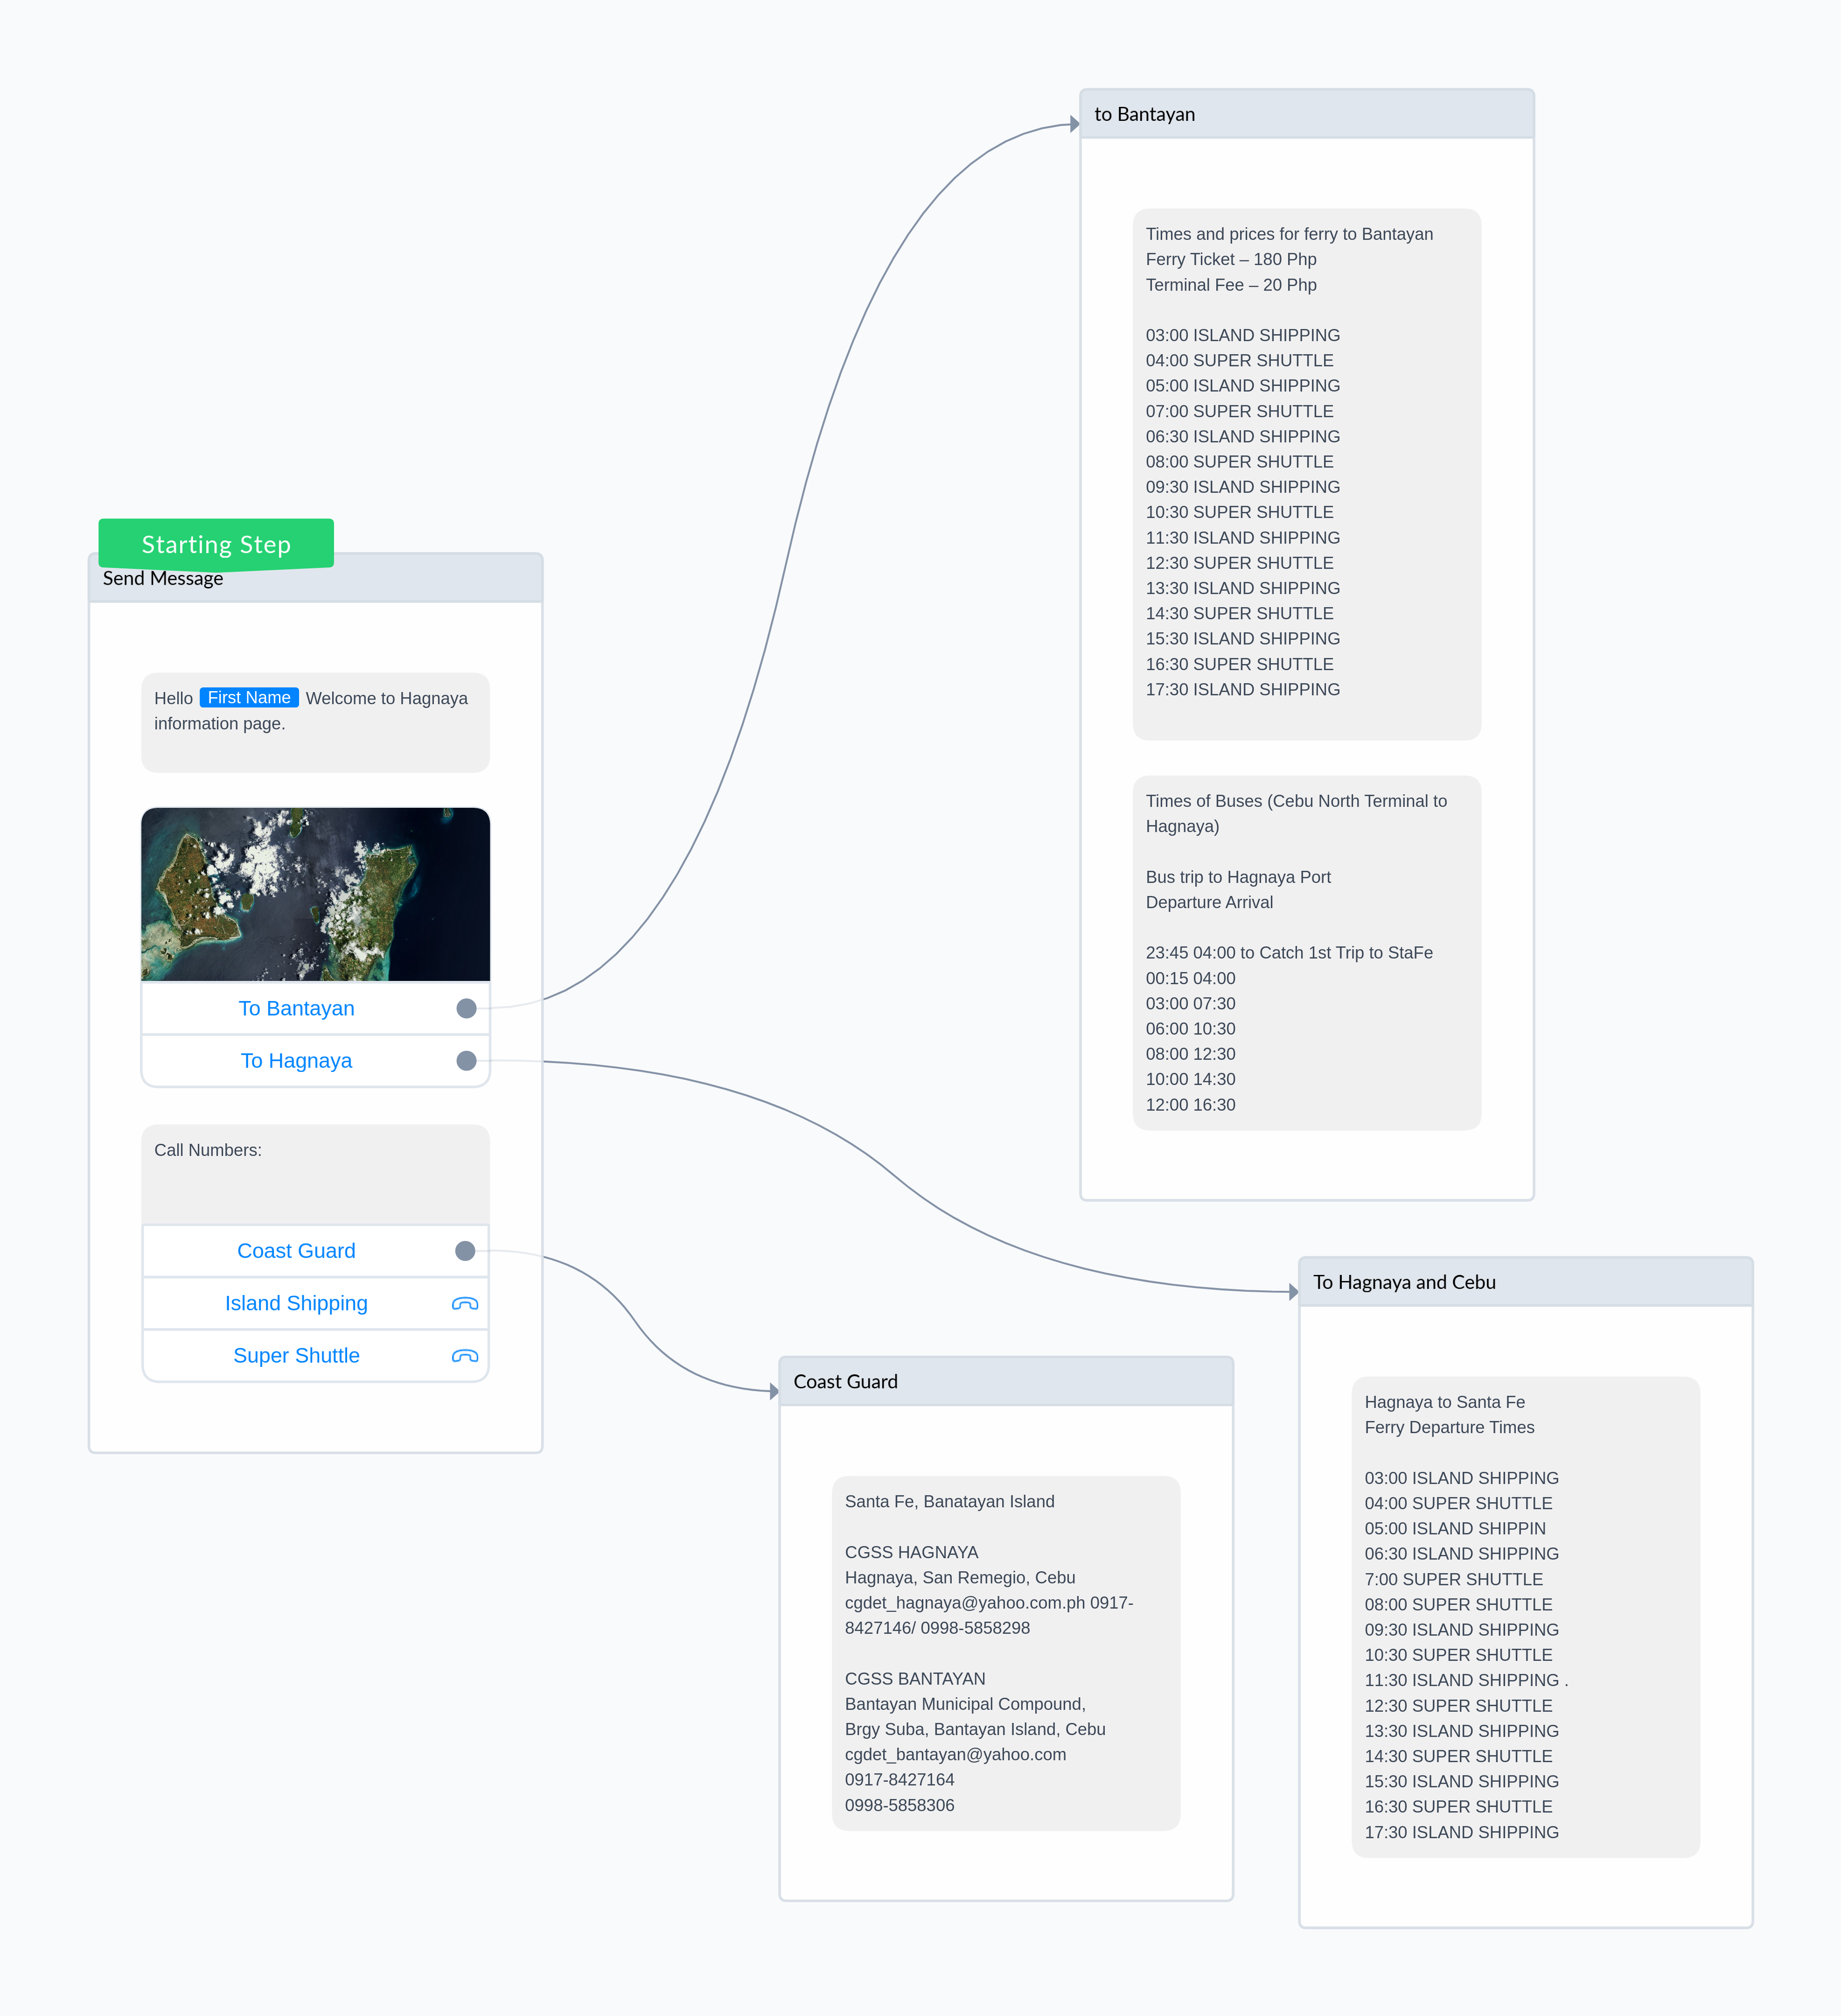 Starting Step
Send Message
Hello First Name Welcome to Hagnaya
information page.
To Bantayan
To Hagnaya
Call Numbers:
Coast Guard
Island Shipping
Super Shuttle
to Bantayan
Times and prices for ferry to Bantayan
Ferry Ticket – 180 Php
Terminal Fee – 20 Php
03:00 ISLAND SHIPPING
04:00 SUPER SHUTTLE
05:00 ISLAND SHIPPING
07:00 SUPER SHUTTLE
06:30 ISLAND SHIPPING
08:00 SUPER SHUTTLE
09:30 ISLAND SHIPPING
10:30 SUPER SHUTTLE
11:30 ISLAND SHIPPING
12:30 SUPER SHUTTLE
13:30 ISLAND SHIPPING
14:30 SUPER SHUTTLE
15:30 ISLAND SHIPPING
16:30 SUPER SHUTTLE
17:30 ISLAND SHIPPING
Times of Buses (Cebu North Terminal to
Hagnaya)
Bus trip to Hagnaya Port
Departure Arrival
23:45 04:00 to Catch 1st Trip to StaFe
00:15 04:00
03:00 07:30
06:00 10:30
08:00 12:30
10:00 14:30
12:00 16:30
Coast Guard
Santa Fe, Banatayan Island
CGSS HAGNAYA
Hagnaya, San Remegio, Cebu
cgdet_hagnaya@yahoo.com.ph 0917-
8427146/ 0998-5858298
CGSS BANTAYAN
Bantayan Municipal Compound,
Brgy Suba, Bantayan Island, Cebu
cgdet_bantayan@yahoo.com
0917-8427164
0998-5858306
To Hagnaya and Cebu
Hagnaya to Santa Fe
Ferry Departure Times
03:00 ISLAND SHIPPING
04:00 SUPER SHUTTLE
05:00 ISLAND SHIPPIN
06:30 ISLAND SHIPPING
7:00 SUPER SHUTTLE
08:00 SUPER SHUTTLE
09:30 ISLAND SHIPPING
10:30 SUPER SHUTTLE
11:30 ISLAND SHIPPING .
12:30 SUPER SHUTTLE
13:30 ISLAND SHIPPING
14:30 SUPER SHUTTLE
15:30 ISLAND SHIPPING
16:30 SUPER SHUTTLE
17:30 ISLAND SHIPPING